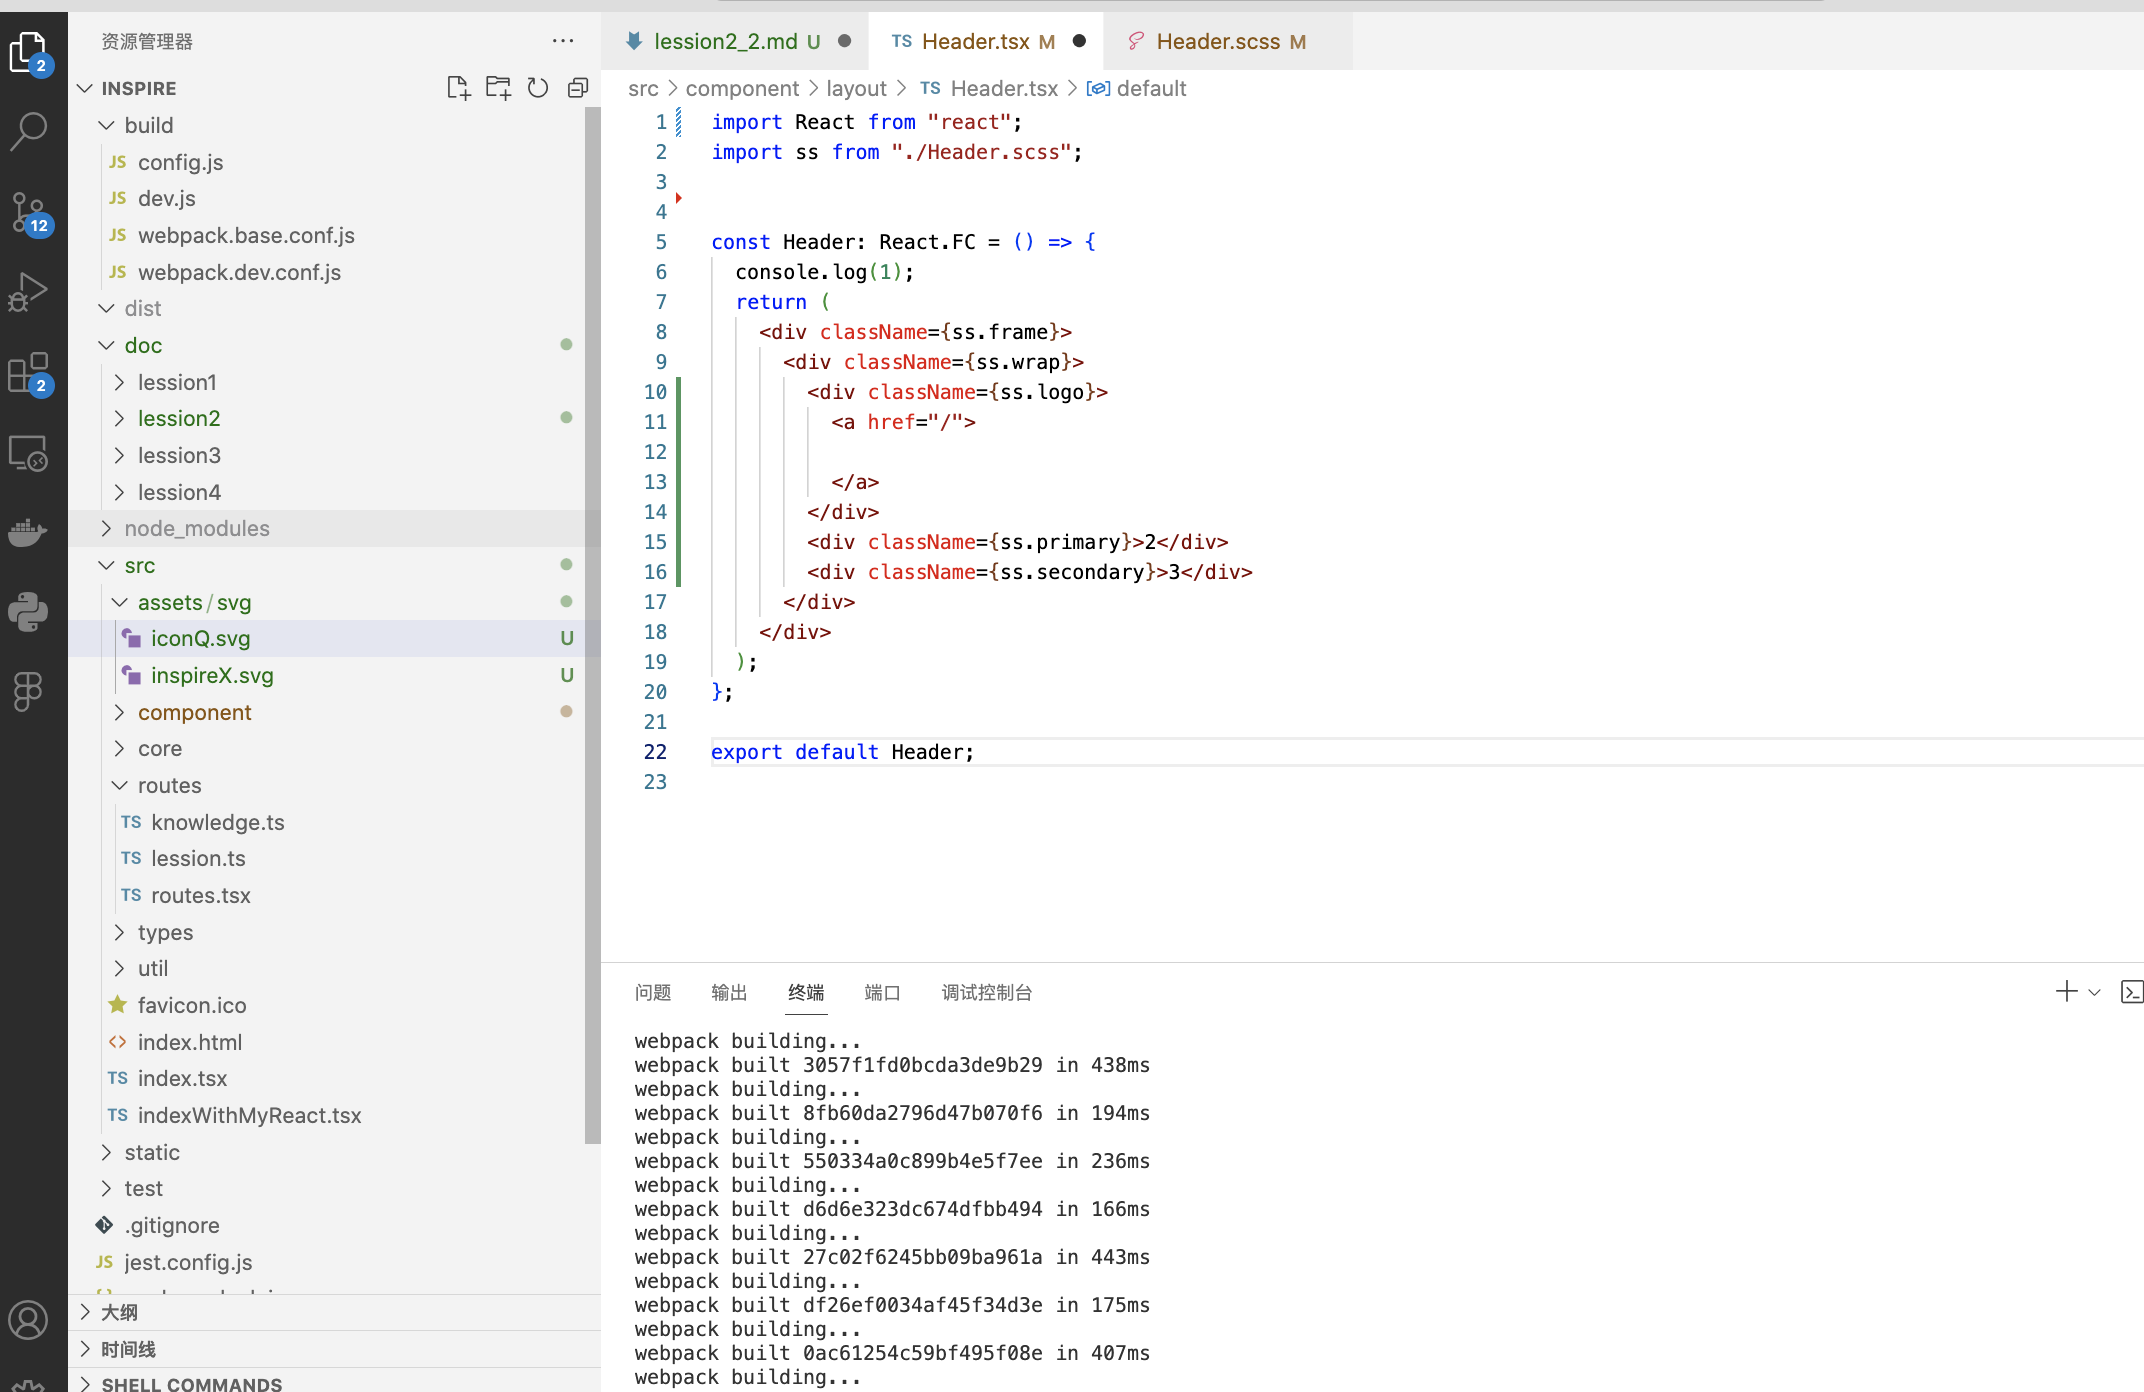 资源管理器
INSPIRE
build
JS config.js
JS dev.js
JS webpack.base.conf.js
JS webpack.dev.conf.js
dist
doc
lession1
lession2
lession3
lession4
node_modules
src
assets/svg
iconQ.svg U
inspireX.svg U
component
core
routes
TS knowledge.ts
TS lession.ts
TS routes.tsx
types
util
favicon.ico
<> index.html
TS index.tsx
TS indexWithMyReact.tsx
static
test
.gitignore
JS jest.config.js
大纲
时间线
SHELL COMMANDS
2
12
2
lession2_2.md U
TS Header.tsx M
Header.scss M
src > component > layout > TS Header.tsx > default
1 import React from "react";
2 import ss from "./Header.scss";
3
4
5 const Header: React.FC = () => {
6 console.log(1);
7 return (
8 <div className={ss.frame}>
9 <div className={ss.wrap}>
10 <div className={ss.logo}>
11 <a href="/">
12
13 </a>
14 </div>
15 <div className={ss.primary}>2</div>
16 <div className={ss.secondary}>3</div>
17 </div>
18 </div>
19 );
20 };
21
22 export default Header;
23
问题 输出 终端 端口 调试控制台
webpack building...
webpack built 3057f1fd0bcda3de9b29 in 438ms
webpack building...
webpack built 8fb60da2796d47b070f6 in 194ms
webpack building...
webpack built 550334a0c899b4e5f7ee in 236ms
webpack building...
webpack built d6d6e323dc674dfbb494 in 166ms
webpack building...
webpack built 27c02f6245bb09ba961a in 443ms
webpack building...
webpack built df26ef0034af45f34d3e in 175ms
webpack building...
webpack built 0ac61254c59bf495f08e in 407ms
webpack building...